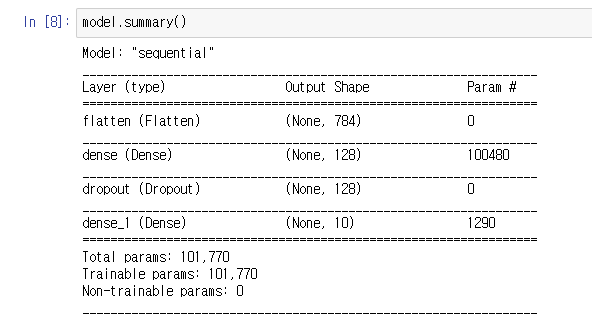 In [8]: model.summary()
Model: "sequential"
_________________________________________________________________
Layer (type)                 Output Shape              Param #
=================================================================
flatten (Flatten)            (None, 784)               0
_________________________________________________________________
dense (Dense)                (None, 128)               100480
_________________________________________________________________
dropout (Dropout)            (None, 128)               0
_________________________________________________________________
dense_1 (Dense)              (None, 10)                1290
=================================================================
Total params: 101,770
Trainable params: 101,770
Non-trainable params: 0
_________________________________________________________________